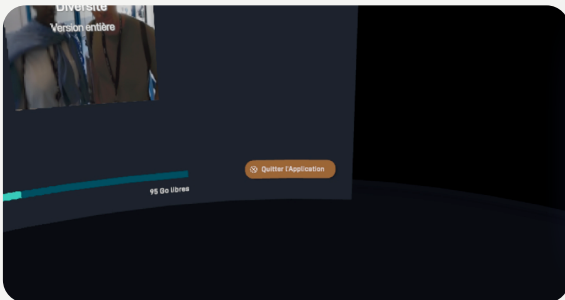 Diversité
Version entière
95 Go libres
Quitter l'Application